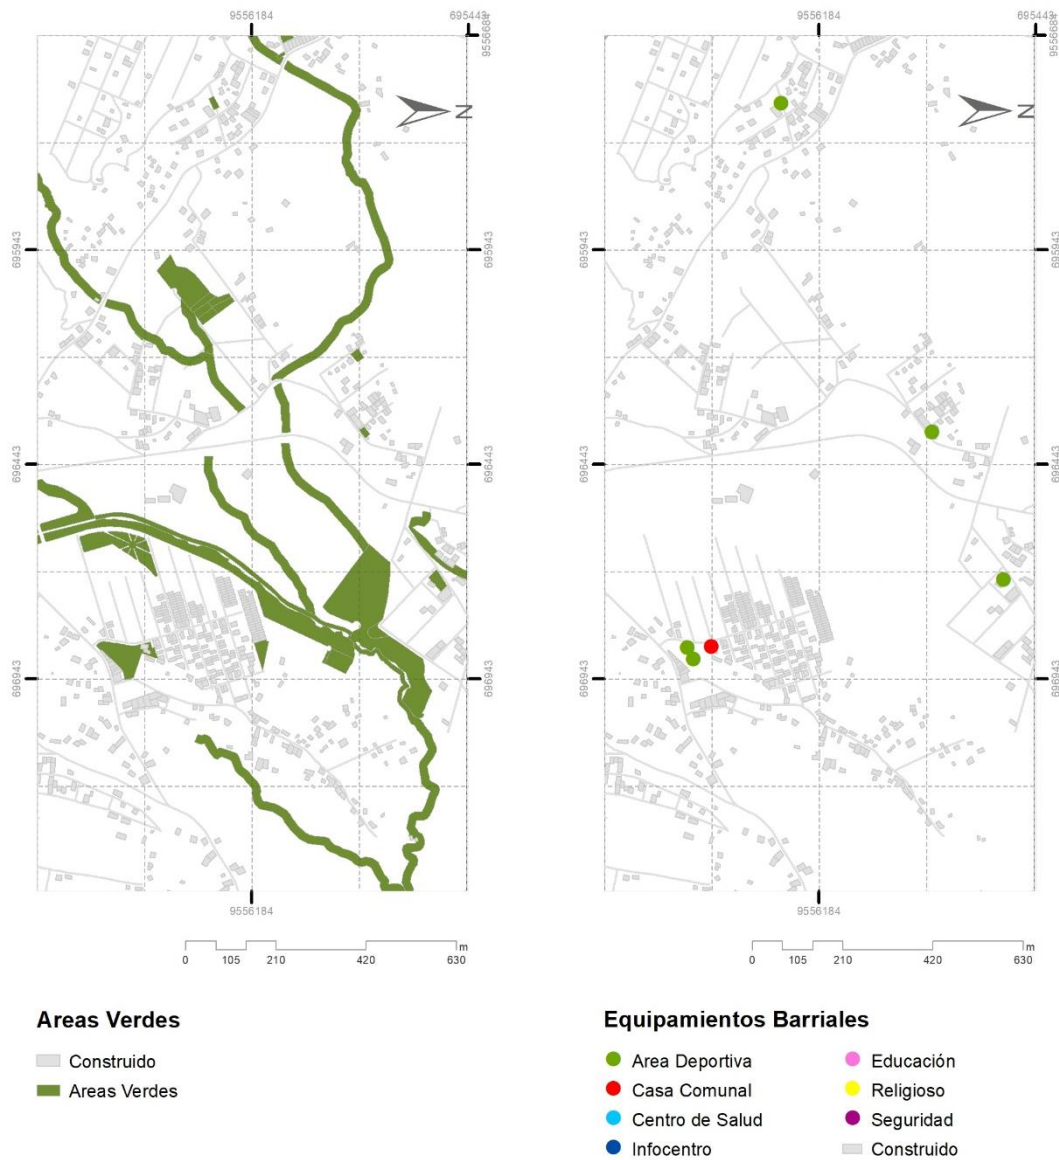 9556184
695443
9556684
N
695943
695943
696443
696443
696943
696943
9556184
0 105 210 420 630 m
Areas Verdes
Construido
Areas Verdes
9556184
695443
9556684
N
695943
695943
696443
696443
696943
696943
9556184
0 105 210 420 630 m
Equipamientos Barriales
Area Deportiva
Casa Comunal
Centro de Salud
Infocentro
Educación
Religioso
Seguridad
Construido